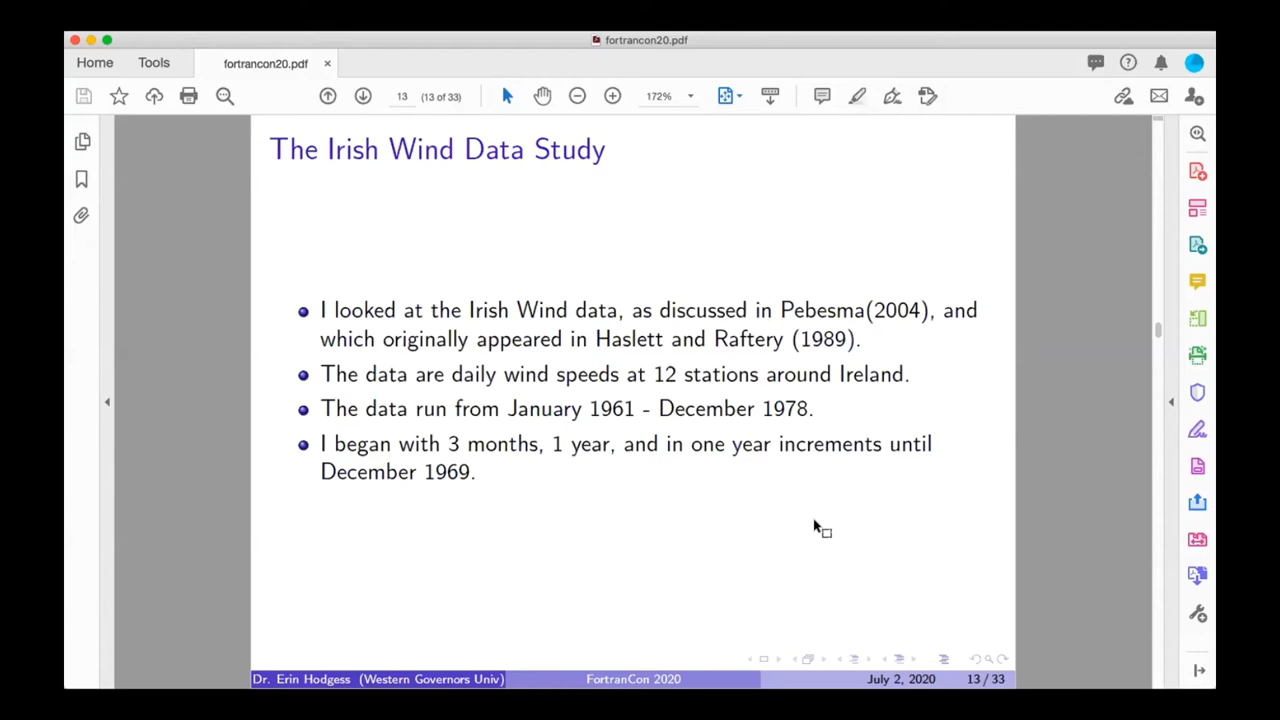 fortrancon20.pdf
Home
Tools
fortrancon20.pdf
13
(13 of 33)
172%
The Irish Wind Data Study
I looked at the Irish Wind data, as discussed in Pebesma(2004), and
which originally appeared in Haslett and Raftery (1989).
The data are daily wind speeds at 12 stations around Ireland.
The data run from January 1961 - December 1978.
I began with 3 months, 1 year, and in one year increments until
December 1969.
Dr. Erin Hodgess (Western Governors Univ)
FortranCon 2020
July 2, 2020
13 / 33